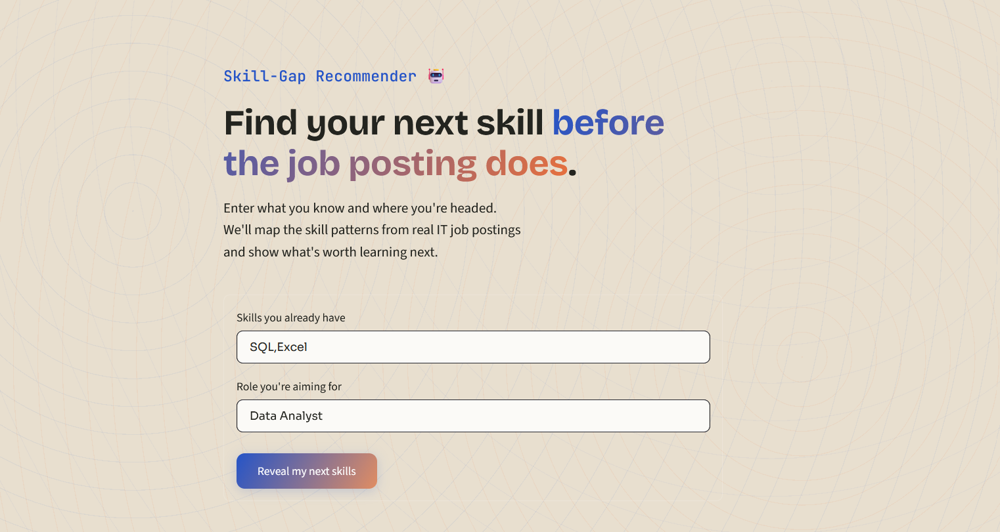 Skill-Gap Recommender
Find your next skill before
the job posting does.
Enter what you know and where you're headed.
We'll map the skill patterns from real IT job postings
and show what's worth learning next.
Skills you already have
SQL,Excel
Role you're aiming for
Data Analyst
Reveal my next skills